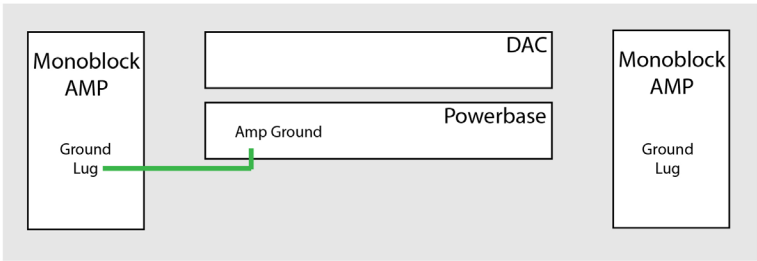 Monoblock
AMP
Ground
Lug
DAC
Powerbase
Amp Ground
Monoblock
AMP
Ground
Lug